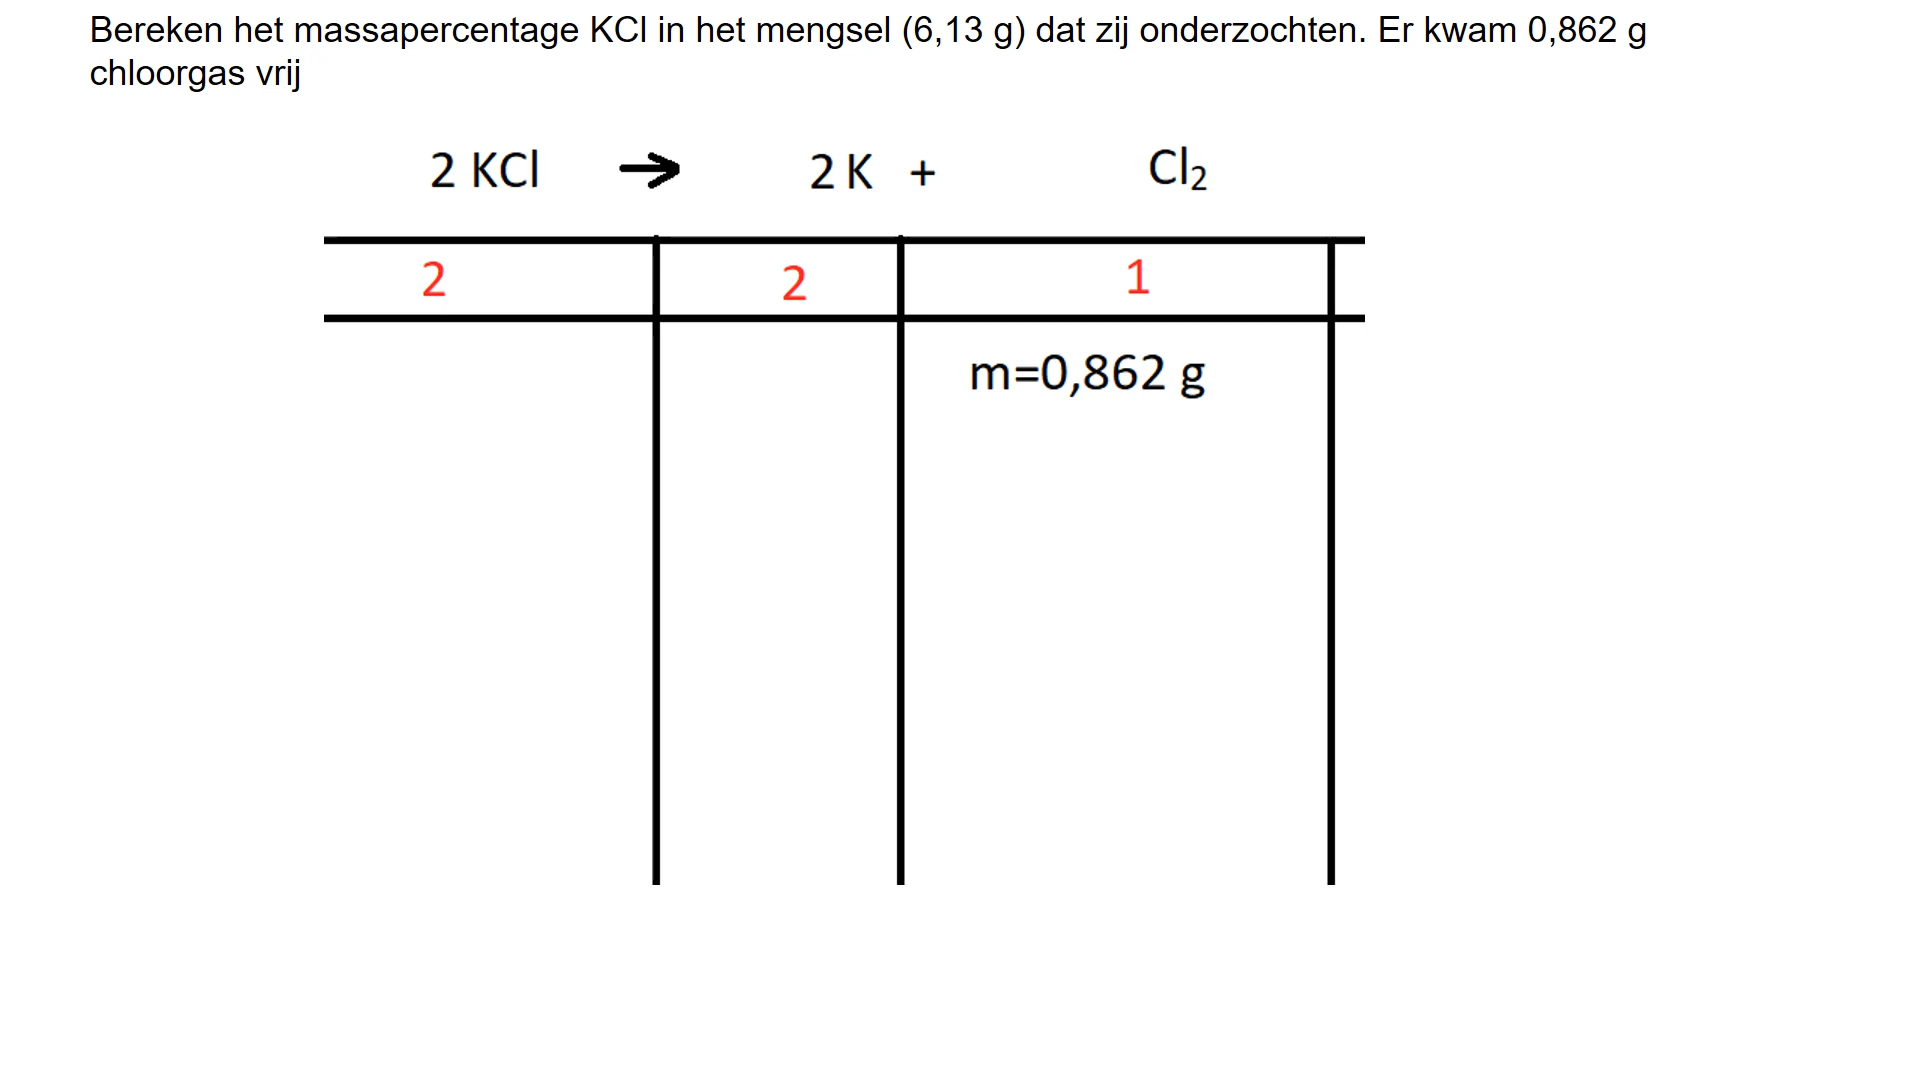 Bereken het massapercentage KCl in het mengsel (6,13 g) dat zij onderzochten. Er kwam 0,862 g
chloorgas vrij
2 KCl → 2 K + Cl₂
2 2 1
m=0,862 g